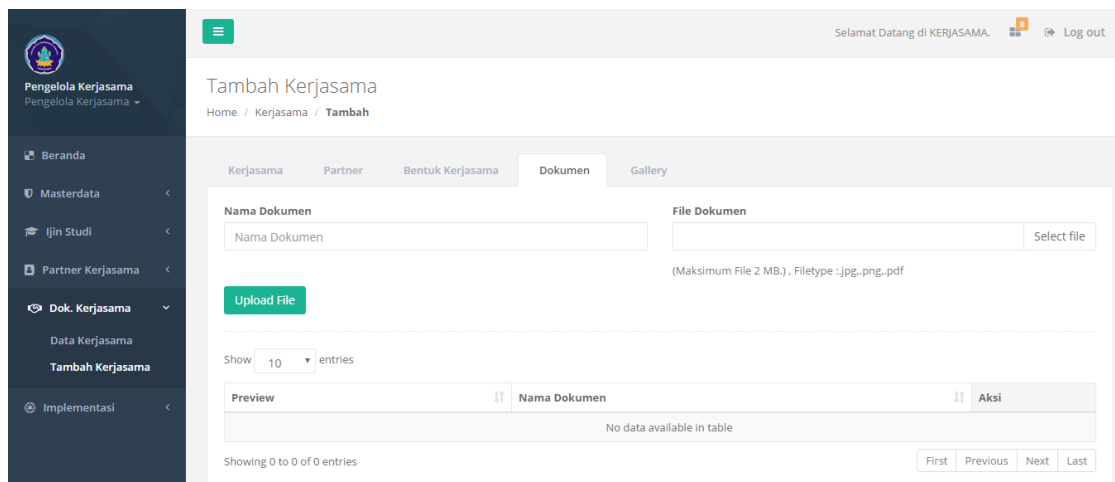 Selamat Datang di KERJASAMA.
Log out
Pengelola Kerjasama
Pengelola Kerjasama
Beranda
Masterdata
Ijin Studi
Partner Kerjasama
Dok. Kerjasama
Data Kerjasama
Tambah Kerjasama
Implementasi
Tambah Kerjasama
Home / Kerjasama / Tambah
Kerjasama Partner Bentuk Kerjasama Dokumen Gallery
Nama Dokumen File Dokumen
Nama Dokumen Select file
(Maksimum File 2 MB.) , Filetype :.jpg,.png,.pdf
Upload File
Show 10 entries
Preview Nama Dokumen Aksi
No data available in table
Showing 0 to 0 of 0 entries First Previous Next Last